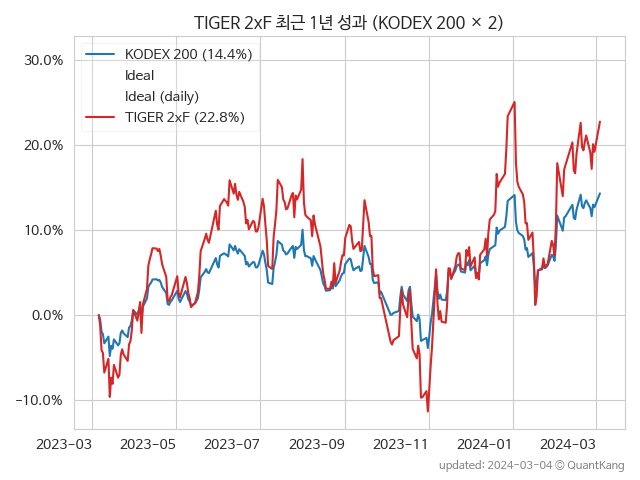 TIGER 2xF 최근 1년 성과 (KODEX 200 × 2)
KODEX 200 (14.4%)
Ideal
Ideal (daily)
TIGER 2xF (22.8%)
30.0%
20.0%
10.0%
0.0%
−10.0%
2023-03 2023-05 2023-07 2023-09 2023-11 2024-01 2024-03
updated: 2024-03-04 © QuantKang